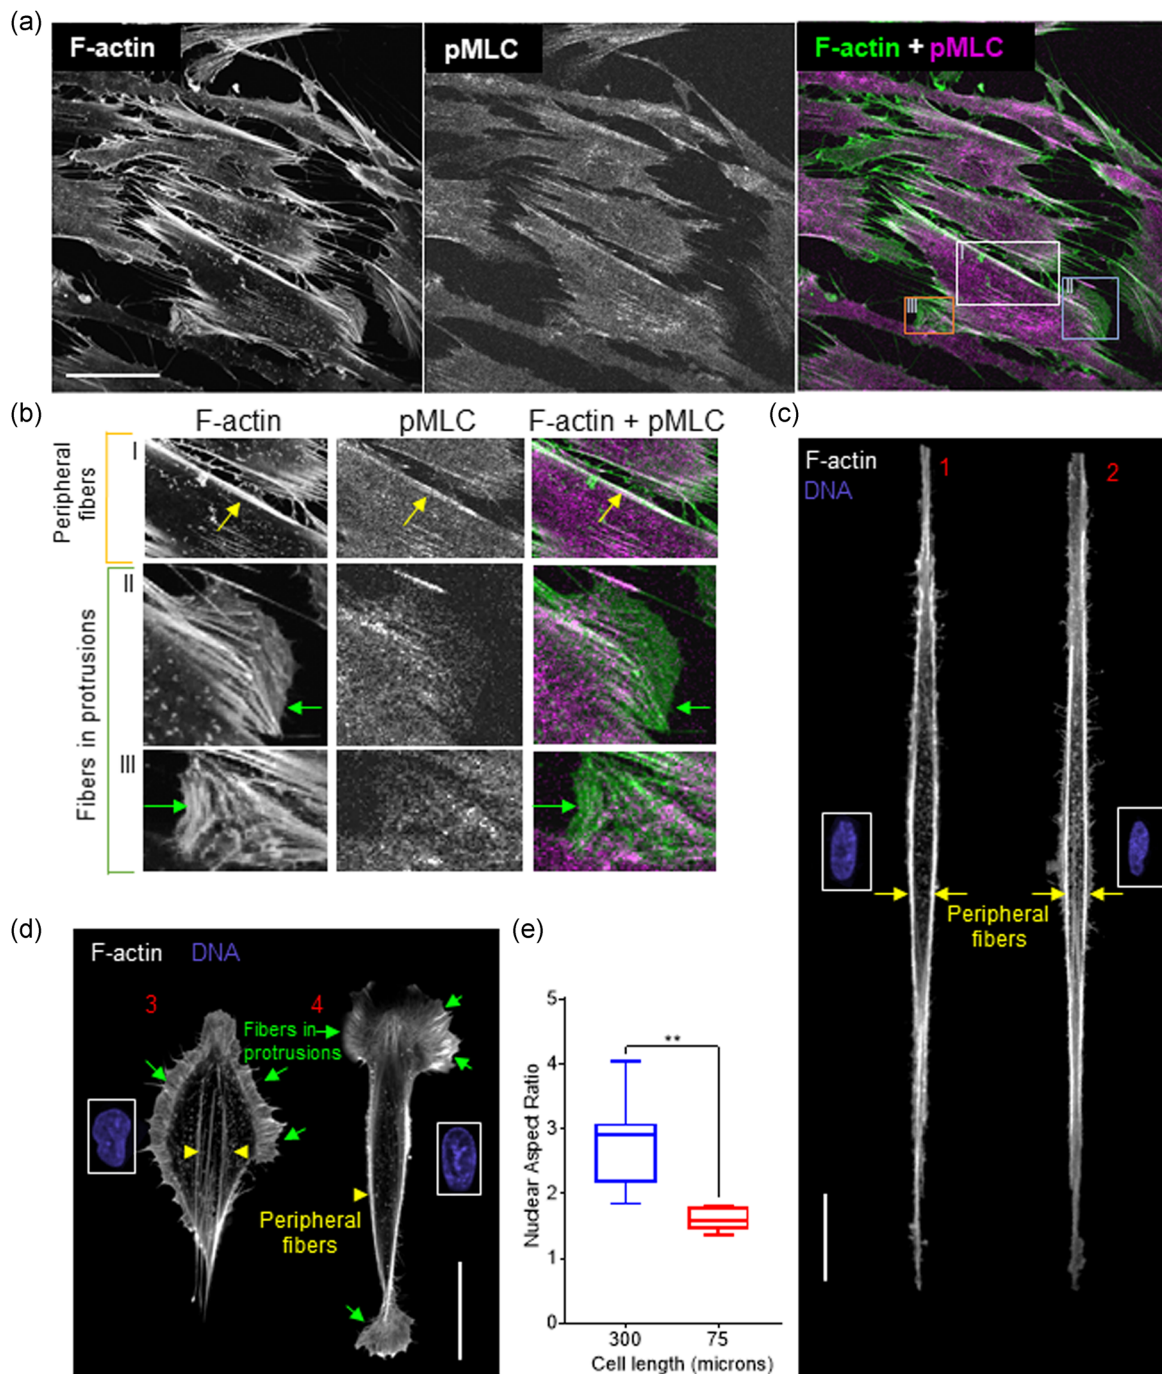 (a)
F-actin
pMLC
F-actin + pMLC
I
II
III
(b)
F-actin
pMLC
F-actin + pMLC
Peripheral
fibers
I
Fibers in protrusions
II
III
(c)
F-actin
DNA
1
2
Peripheral
fibers
(d)
F-actin DNA
3
4
Fibers in
protrusions
Peripheral
fibers
(e)
Nuclear Aspect Ratio
5
4
3
2
1
0
**
300
75
Cell length (microns)